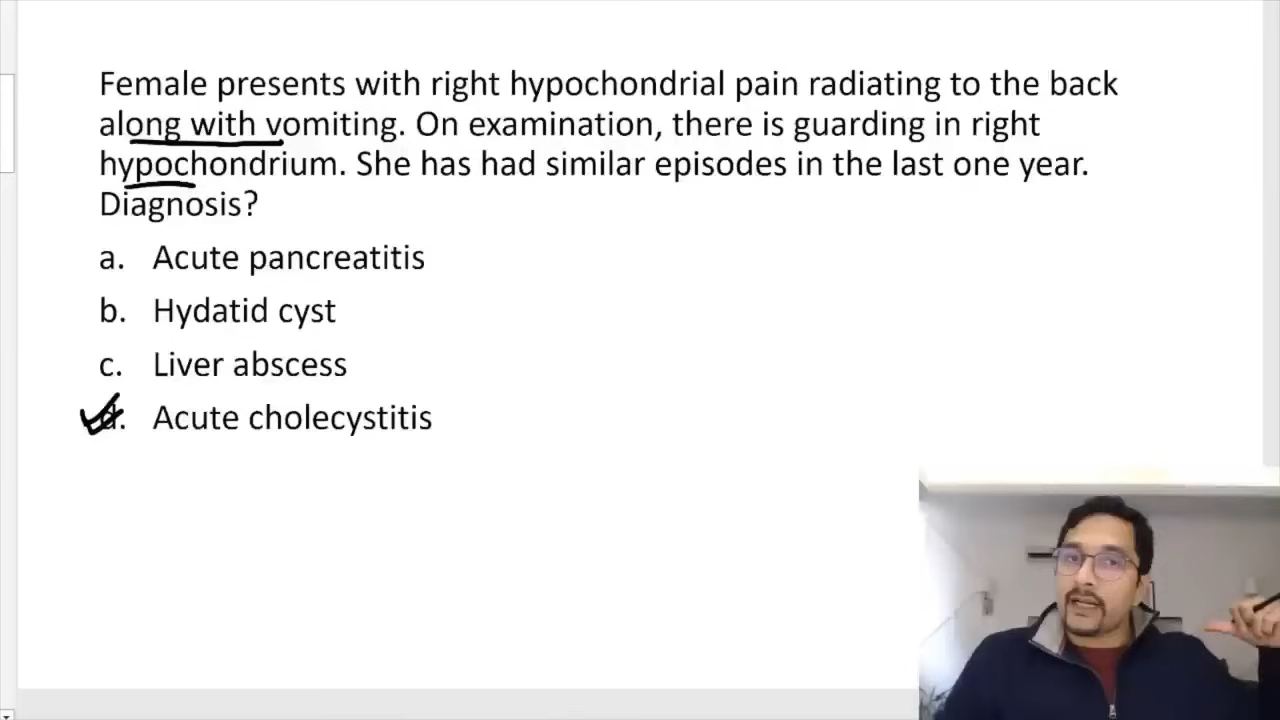 Female presents with right hypochondrial pain radiating to the back
along with vomiting. On examination, there is guarding in right
hypochondrium. She has had similar episodes in the last one year.
Diagnosis?
a. Acute pancreatitis
b. Hydatid cyst
c. Liver abscess
d. Acute cholecystitis